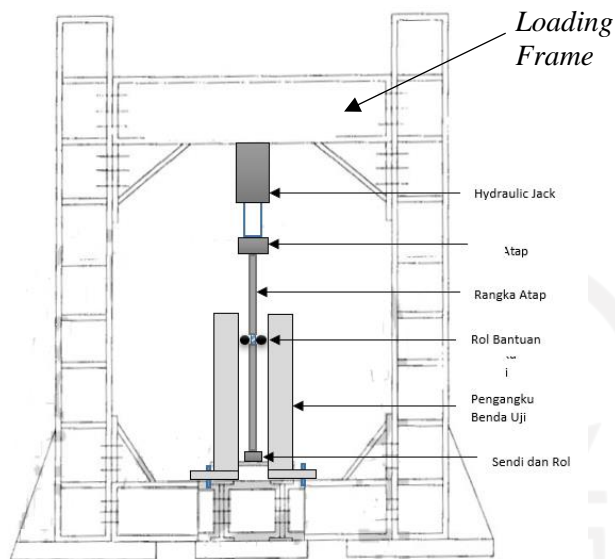 Loading
Frame
Hydraulic Jack
Atap
Rangka Atap
Rol Bantuan
Pengangku
Benda Uji
Sendi dan Rol